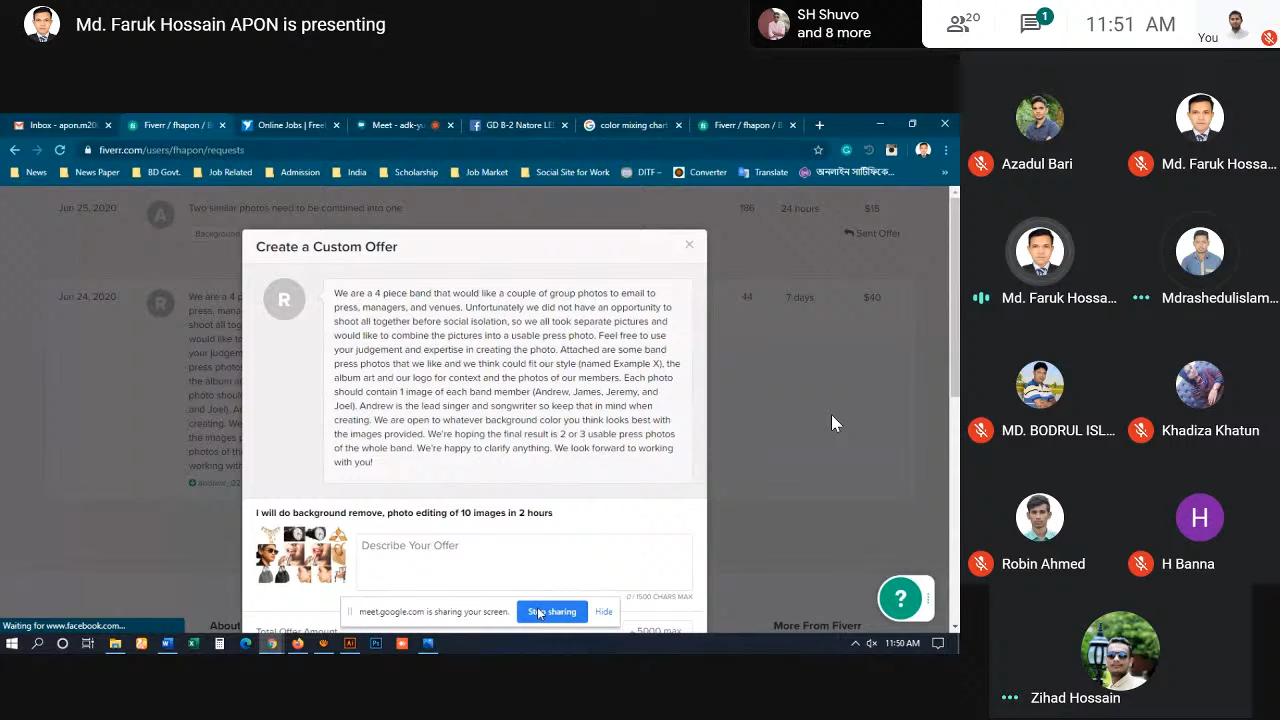 Md. Faruk Hossain APON is presenting
SH Shuvo
and 8 more
20
1
11:51 AM
You
Inbox - apon.m20
Fiverr / fhapon / B
Online Jobs | Free
Meet - adk-yu
GD B-2 Natore LE
color mixing chart
Fiverr / fhapon / B
fiverr.com/users/fhapon/requests
News
News Paper
BD Govt.
Job Related
Admission
India
Scholarship
Job Market
Social Site for Work
DITF –
Converter
Translate
অনলাইন সার্টিফিকে...
Jun 25, 2020
A
Two similar photos need to be combined into one
186
24 hours
$15
Background
Sent Offer
Create a Custom Offer
Jun 24, 2020
R
We are a 4 p
press, mana
44
7 days
$40
R
We are a 4 piece band that would like a couple of group photos to email to
press, managers, and venues. Unfortunately we did not have an opportunity to
shoot all together before social isolation, so we all took separate pictures and
would like to combine the pictures into a usable press photo. Feel free to use
your judgement and expertise in creating the photo. Attached are some band
press photos that we like and we think could fit our style (named Example X), the
album art and our logo for context and the photos of our members. Each photo
should contain 1 image of each band member (Andrew, James, Jeremy, and
Joel). Andrew is the lead singer and songwriter so keep that in mind when
creating. We are open to whatever background color you think looks best with
the images provided. We're hoping the final result is 2 or 3 usable press photos
of the whole band. We're happy to clarify anything. We look forward to working
with you!
I will do background remove, photo editing of 10 images in 2 hours
Describe Your Offer
0 / 1500 CHARS MAX
meet.google.com is sharing your screen.
Stop sharing
Hide
Total Offer Amount
5000 max
?
Waiting for www.facebook.com...
About
More From Fiverr
11:50 AM
Azadul Bari
Md. Faruk Hossa...
Md. Faruk Hossa...
Mdrashedulislam...
MD. BODRUL ISL...
Khadiza Khatun
Robin Ahmed
H
H Banna
Zihad Hossain